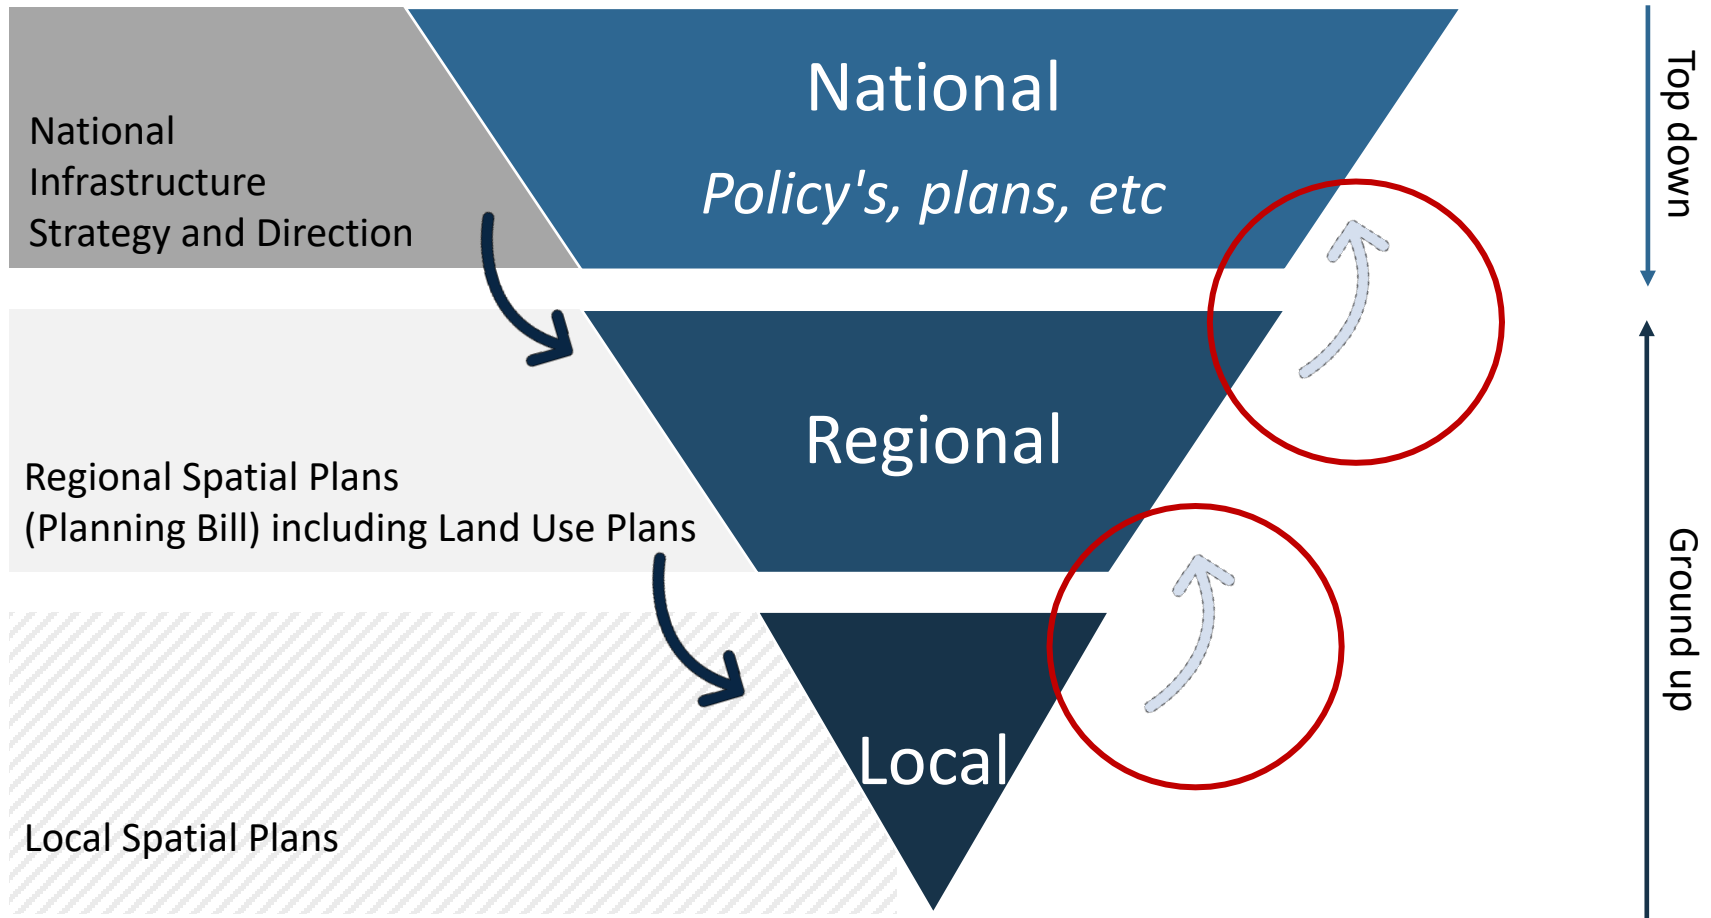 National
Policy's, plans, etc
National
Infrastructure
Strategy and Direction
Top down
Regional
Regional Spatial Plans
(Planning Bill) including Land Use Plans
Ground up
Local
Local Spatial Plans